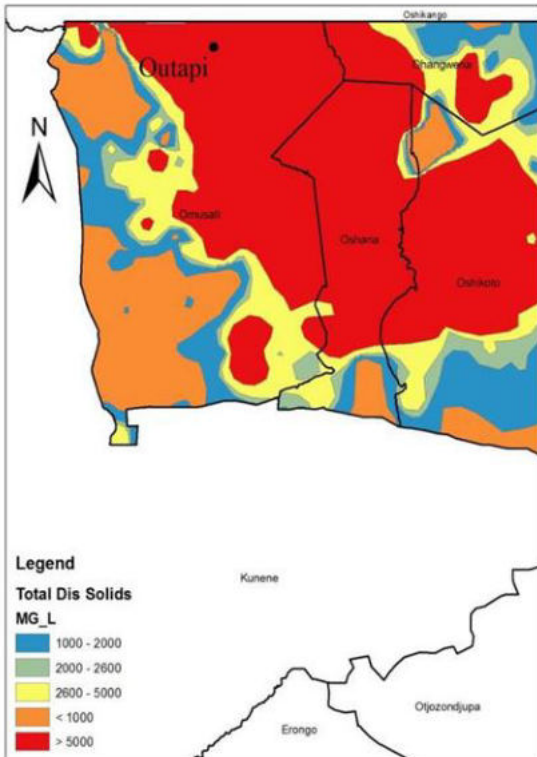 Oshikango
Outapi
Ohangwena
N
Omusati
Oshana
Oshikoto
Legend
Total Dis Solids
MG_L
1000 - 2000
2000 - 2600
2600 - 5000
< 1000
> 5000
Kunene
Otjozondjupa
Erongo